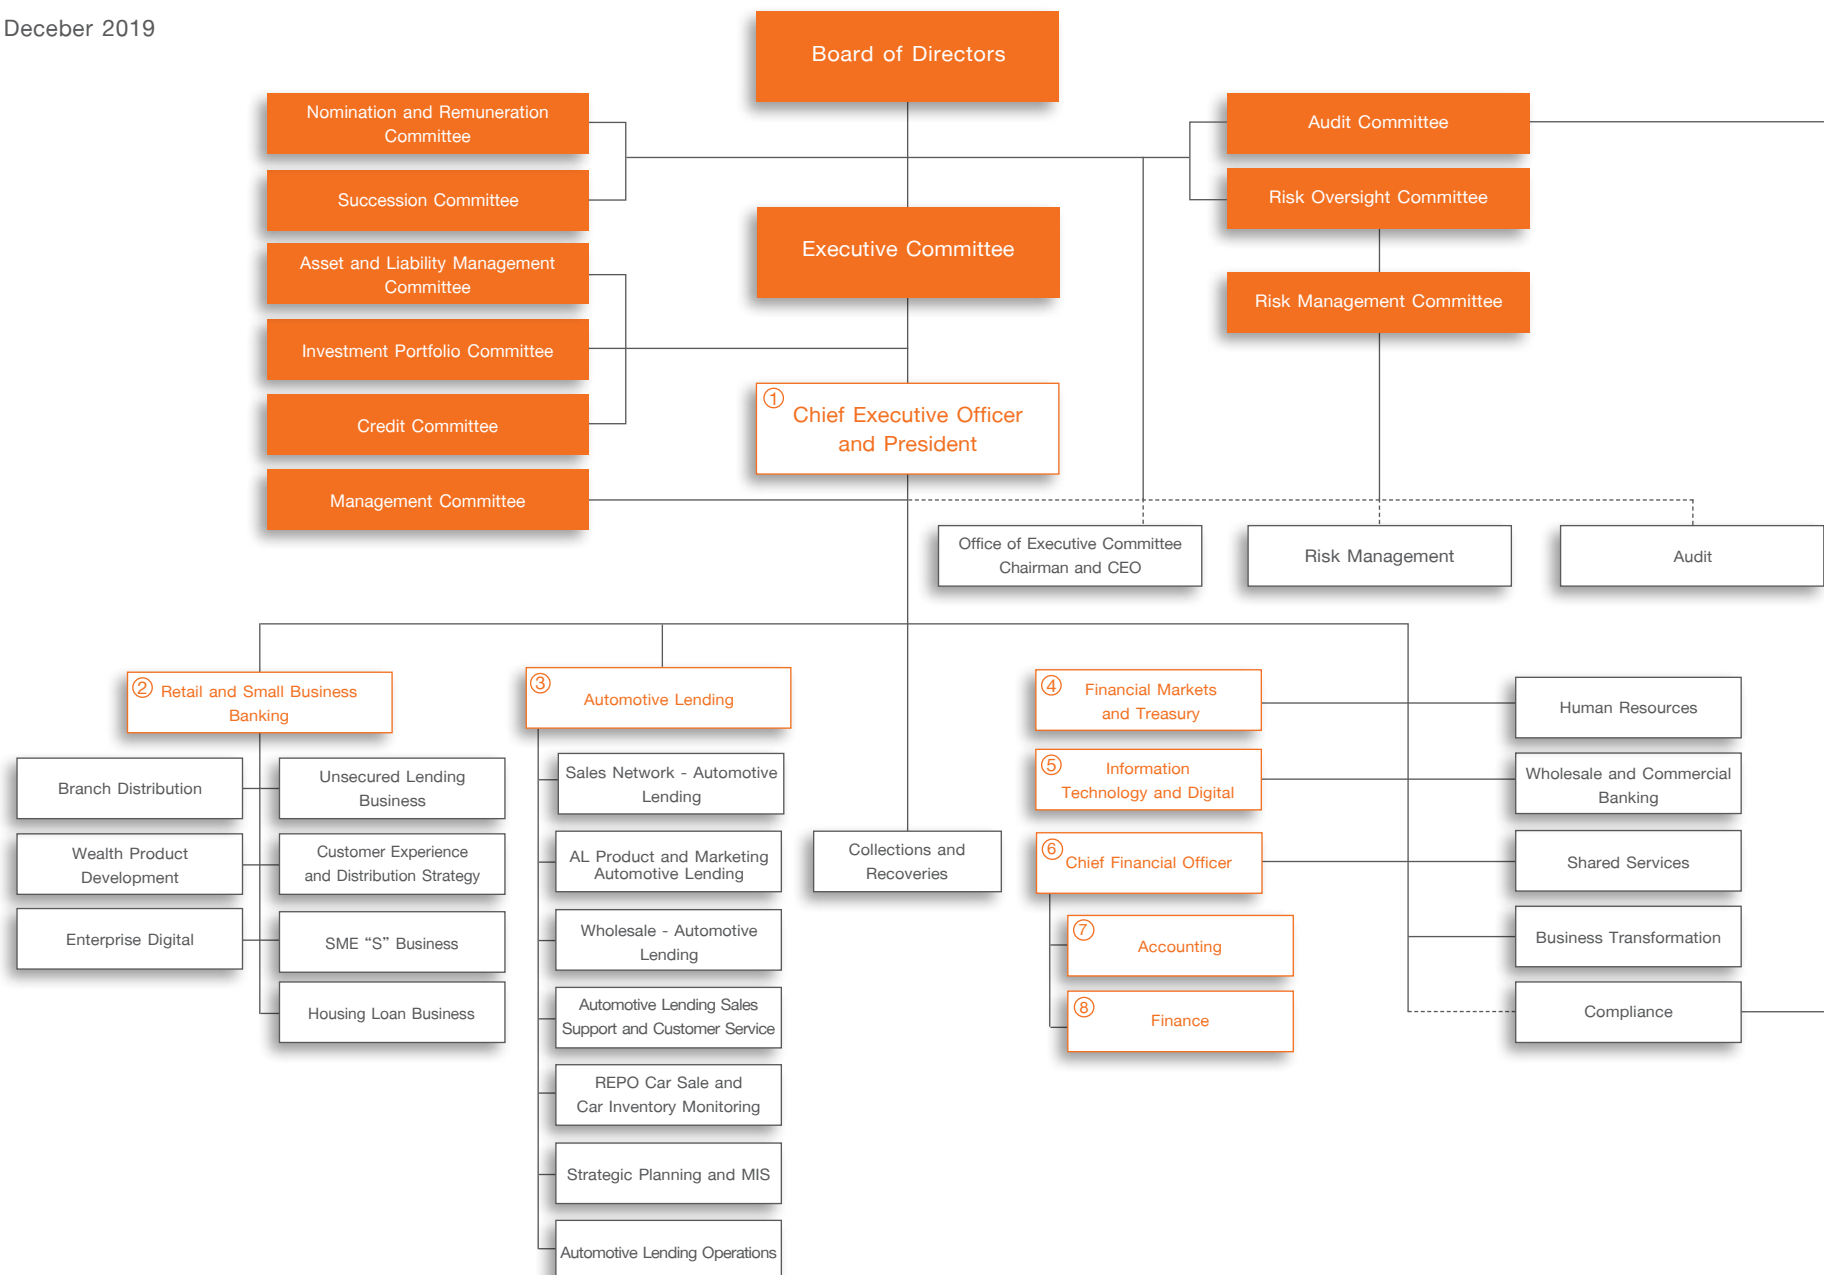 Deceber 2019
Board of Directors
Nomination and Remuneration
Committee
Audit Committee
Succession Committee
Risk Oversight Committee
Executive Committee
Asset and Liability Management
Committee
Risk Management Committee
Investment Portfolio Committee
①
Chief Executive Officer
and President
Credit Committee
Management Committee
Office of Executive Committee
Chairman and CEO
Risk Management
Audit
② Retail and Small Business
Banking
③
Automotive Lending
④
Financial Markets
and Treasury
Human Resources
Branch Distribution
Unsecured Lending
Business
Sales Network - Automotive
Lending
⑤
Information
Technology and Digital
Wholesale and Commercial
Banking
Wealth Product
Development
Customer Experience
and Distribution Strategy
AL Product and Marketing
Automotive Lending
Collections and
Recoveries
⑥
Chief Financial Officer
Shared Services
Enterprise Digital
SME “S” Business
Wholesale - Automotive
Lending
⑦
Accounting
Business Transformation
Housing Loan Business
Automotive Lending Sales
Support and Customer Service
⑧
Finance
Compliance
REPO Car Sale and
Car Inventory Monitoring
Strategic Planning and MIS
Automotive Lending Operations